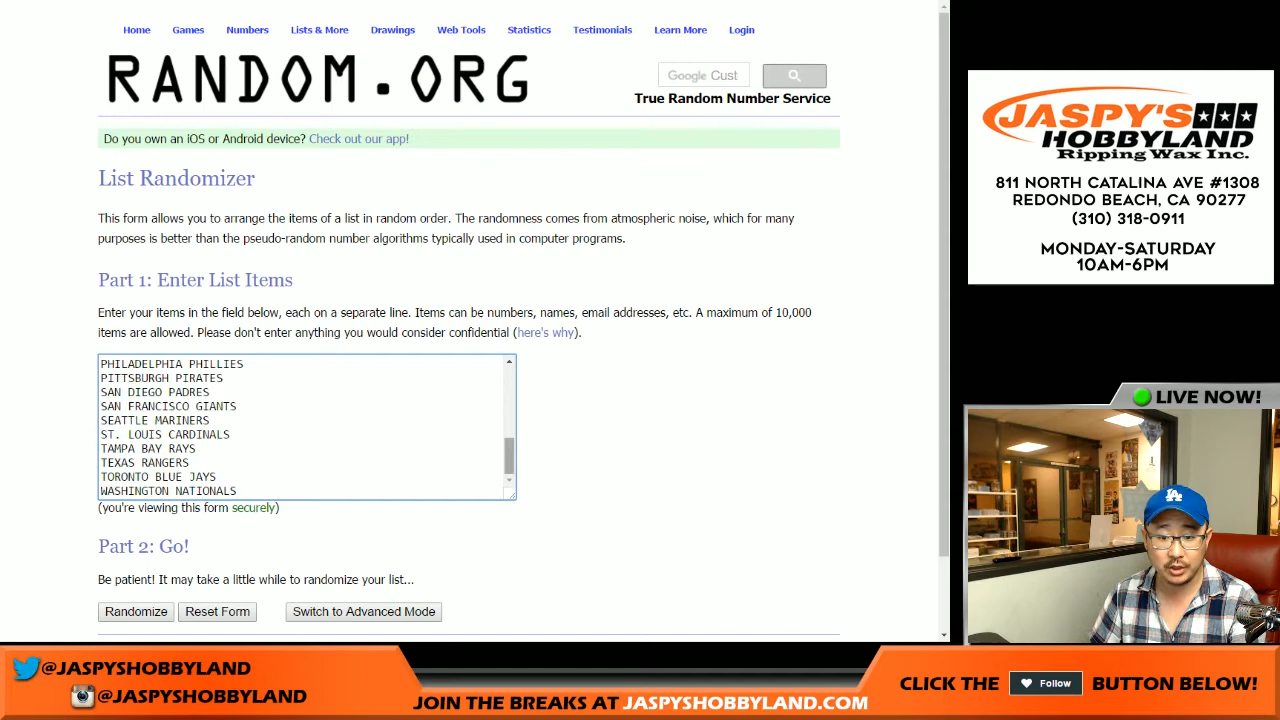 Home Games Numbers Lists & More Drawings Web Tools Statistics Testimonials Learn More Login
RANDOM.ORG
Google Cust
True Random Number Service
Do you own an iOS or Android device? Check out our app!
List Randomizer
This form allows you to arrange the items of a list in random order. The randomness comes from atmospheric noise, which for many
purposes is better than the pseudo-random number algorithms typically used in computer programs.
Part 1: Enter List Items
Enter your items in the field below, each on a separate line. Items can be numbers, names, email addresses, etc. A maximum of 10,000
items are allowed. Please don't enter anything you would consider confidential (here's why).
PHILADELPHIA PHILLIES
PITTSBURGH PIRATES
SAN DIEGO PADRES
SAN FRANCISCO GIANTS
SEATTLE MARINERS
ST. LOUIS CARDINALS
TAMPA BAY RAYS
TEXAS RANGERS
TORONTO BLUE JAYS
WASHINGTON NATIONALS
(you're viewing this form securely)
Part 2: Go!
Be patient! It may take a little while to randomize your list...
Randomize Reset Form Switch to Advanced Mode
JASPY'S
HOBBYLAND
Ripping Wax Inc.
811 NORTH CATALINA AVE #1308
REDONDO BEACH, CA 90277
(310) 318-0911
MONDAY-SATURDAY
10AM-6PM
LIVE NOW!
LA
@JASPYSHOBBYLAND
@JASPYSHOBBYLAND
JOIN THE BREAKS AT JASPYSHOBBYLAND.COM
CLICK THE Follow BUTTON BELOW!